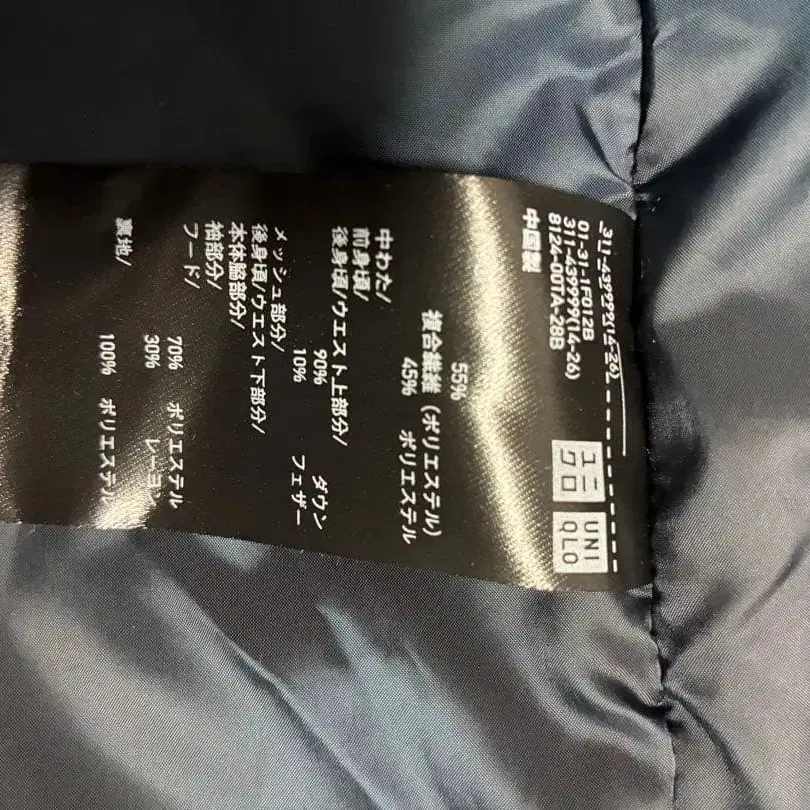 31-439999(14-26)
01-31-1F012B
311-439999(14-26)
8124-00TA-28B
中国製
ユニ
クロ
UNI
QLO
55%
複合繊維(ポリエステル)
45% ポリエステル
中わた/
前身頃/
後身頃/ウエスト上部分/
90% ダウン
10% フェザー
メッシュ部分/
後身頃/ウエスト下部分/
本体脇部分/
袖部分/
フード/
70% ポリエステル
30% レーヨン
裏地/
100% ポリエステル